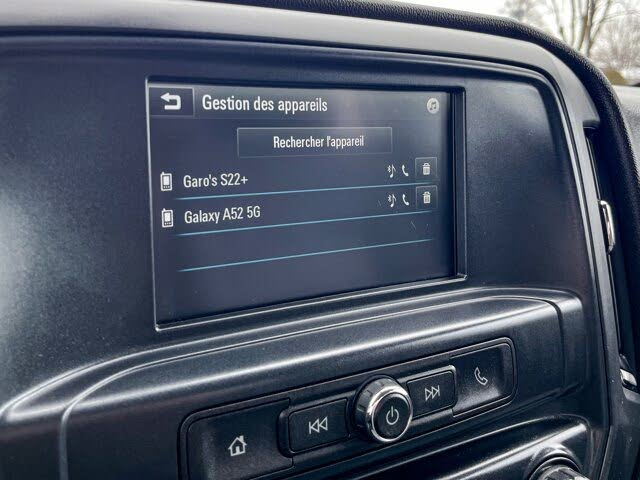 Gestion des appareils
Rechercher l'appareil
Garo's S22+
Galaxy A52 5G